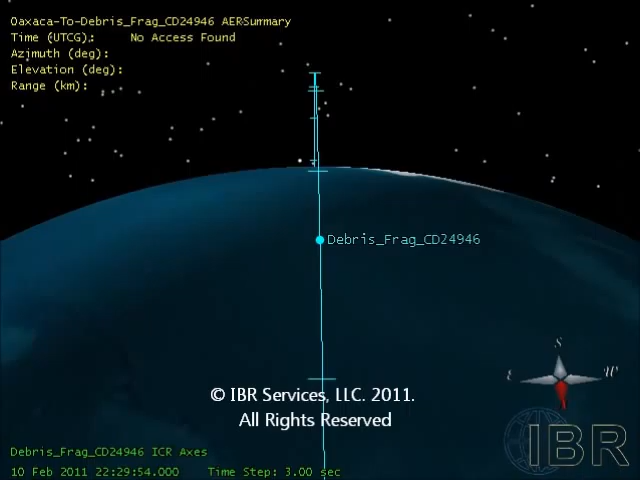 Oaxaca-To-Debris_Frag_CD24946 AERSummary
Time (UTCG): No Access Found
Azimuth (deg):
Elevation (deg):
Range (km):
Debris_Frag_CD24946
S
E W
© IBR Services, LLC. 2011.
All Rights Reserved
IBR
Debris_Frag_CD24946 ICR Axes
10 Feb 2011 22:29:54.000 Time Step: 3.00 sec